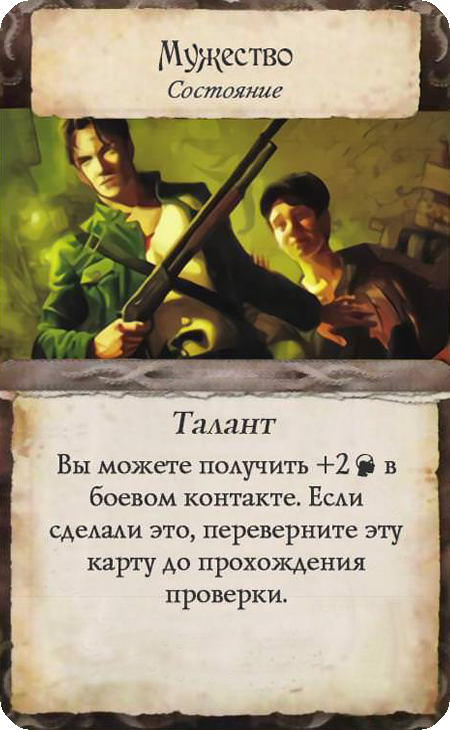 Мужество
Состояние
Талант
Вы можете получить +2 в
боевом контакте. Если
сделали это, переверните эту
карту до прохождения
проверки.